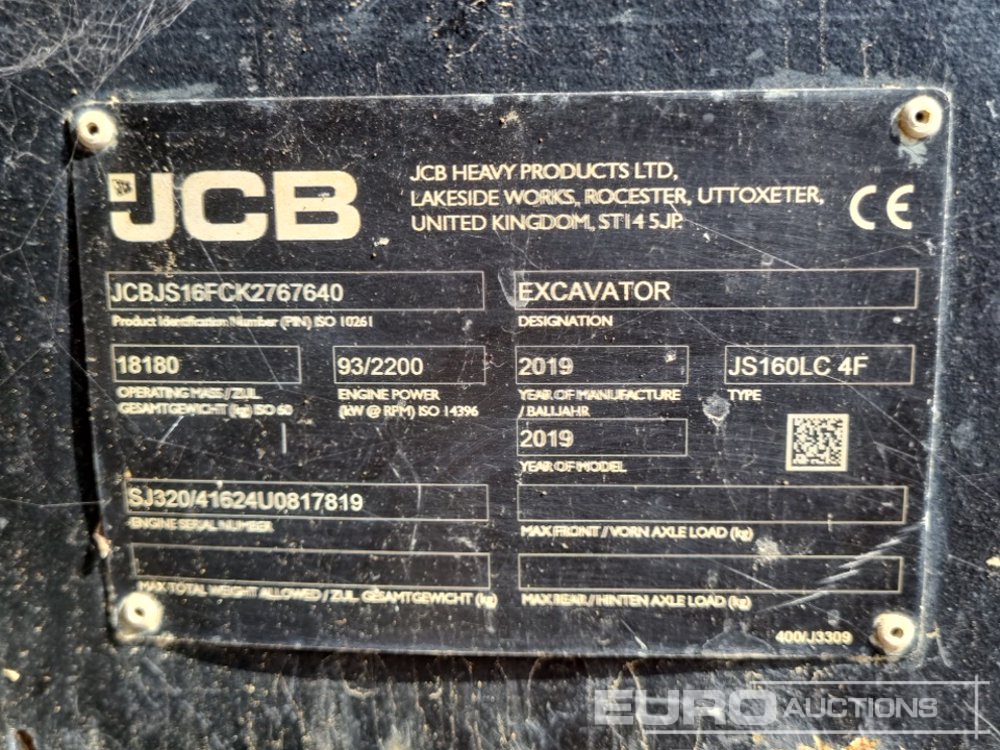 JCB
JCB HEAVY PRODUCTS LTD,
LAKESIDE WORKS, ROCESTER, UTTOXETER,
UNITED KINGDOM, ST14 5JP.
CE
JCBJS16FCK2767640
Product Identification Number (PIN) ISO 10261
EXCAVATOR
DESIGNATION
18180
OPERATING MASS / ZUL.
GESAMTGEWICHT (kg) ISO 60
93/2200
ENGINE POWER
(kW @ RPM) ISO 14396
2019
YEAR OF MANUFACTURE
/ BAUJAHR
JS160LC 4F
TYPE
2019
YEAR OF MODEL
SJ320/41624U0817819
ENGINE SERIAL NUMBER
MAX FRONT / VORN AXLE LOAD (kg)
MAX TOTAL WEIGHT ALLOWED / ZUL. GESAMTGEWICHT (kg)
MAX REAR / HINTEN AXLE LOAD (kg)
400/J3309
EURO AUCTIONS